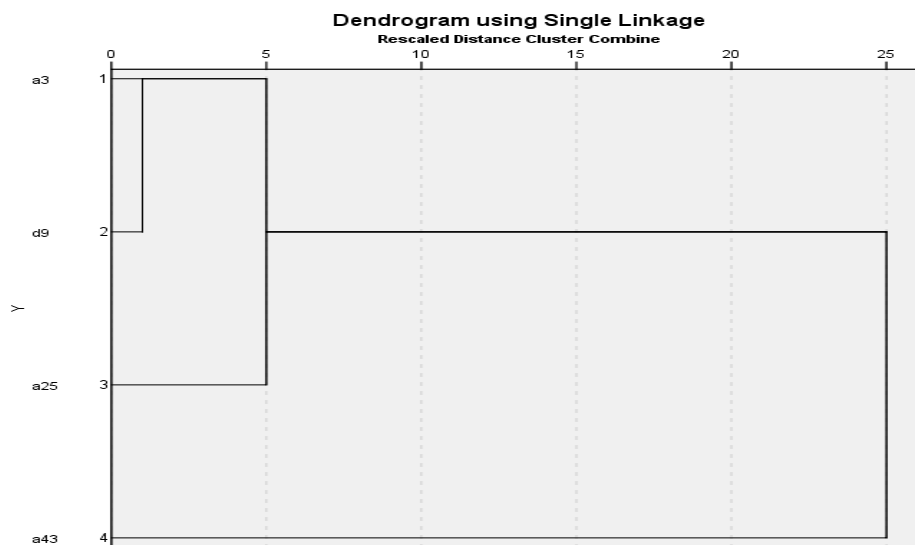 Dendrogram using Single Linkage
Rescaled Distance Cluster Combine
0 5 10 15 20 25
a3 1
d9 2
Y
a25 3
a43 4